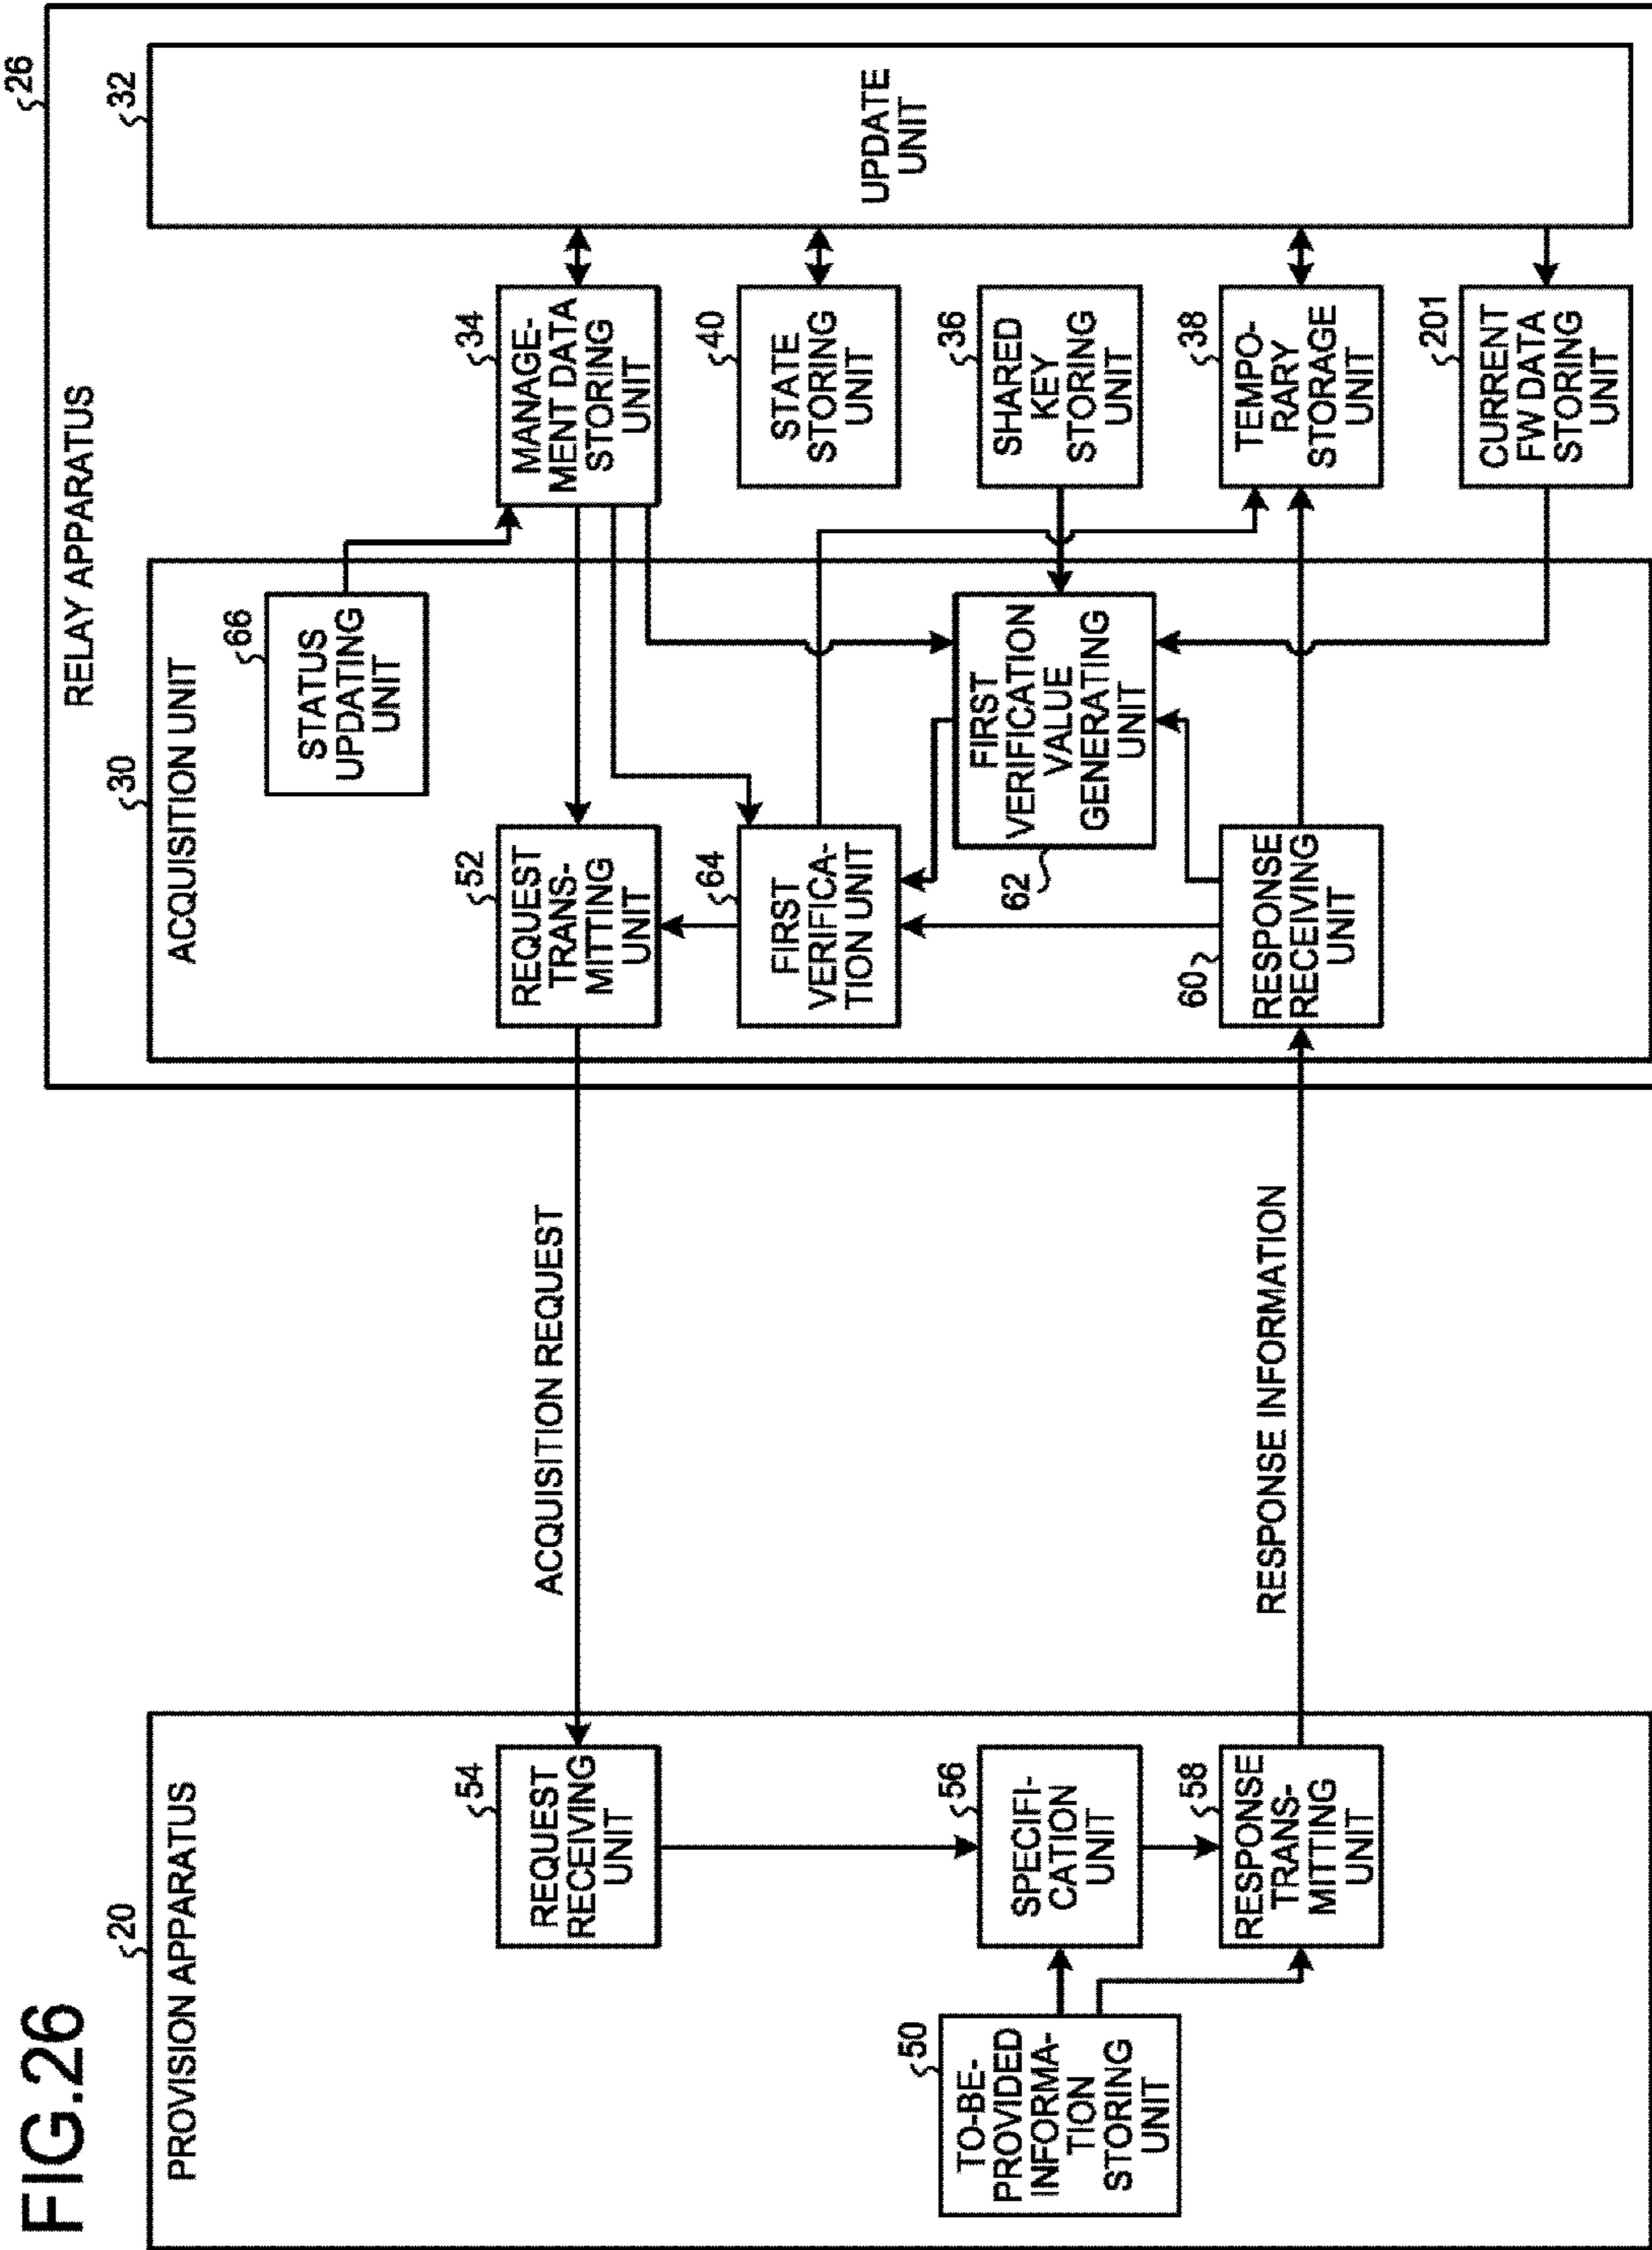 FIG.26
20
PROVISION APPARATUS
54
REQUEST
RECEIVING
UNIT
50
TO-BE-
PROVIDED
INFORMA-
TION
STORING
UNIT
56
SPECIFI-
CATION
UNIT
58
RESPONSE
TRANS-
MITTING
UNIT
ACQUISITION REQUEST
RESPONSE INFORMATION
26
RELAY APPARATUS
30
ACQUISITION UNIT
66
STATUS
UPDATING
UNIT
52
REQUEST
TRANS-
MITTING
UNIT
64
FIRST
VERIFICA-
TION UNIT
62
FIRST
VERIFICATION
VALUE
GENERATING
UNIT
60
RESPONSE
RECEIVING
UNIT
34
MANAGE-
MENT DATA
STORING
UNIT
40
STATE
STORING
UNIT
36
SHARED
KEY
STORING
UNIT
38
TEMPO-
RARY
STORAGE
UNIT
201
CURRENT
FW DATA
STORING
UNIT
32
UPDATE
UNIT